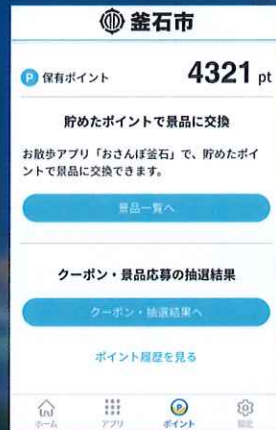 釜石市
P 保有ポイント 4321 pt
貯めたポイントで景品に交換
お散歩アプリ「おさんぽ釜石」で、貯めたポイ
ントで景品に交換できます。
景品一覧へ
クーポン・景品応募の抽選結果
クーポン・抽選結果へ
ポイント履歴を見る
ホーム アプリ ポイント 設定